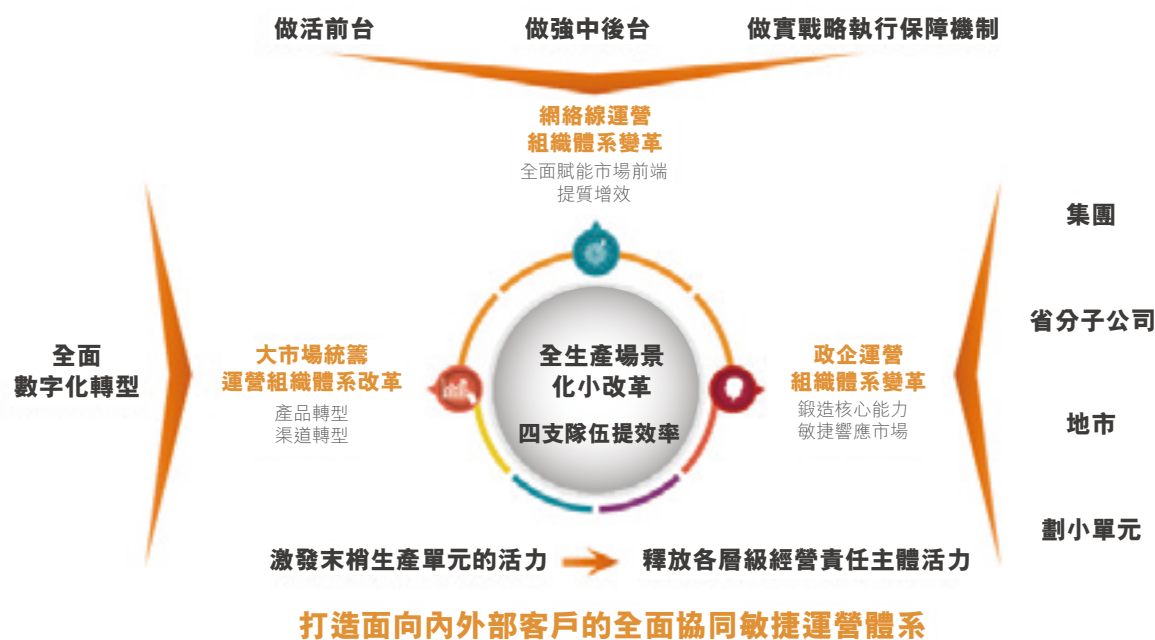 做活前台
做強中後台
做實戰略執行保障機制
網絡線運營
組織體系變革
全面賦能市場前端
提質增效
全面
數字化轉型
大市場統籌
運營組織體系改革
產品轉型
渠道轉型
全生產場景
化小改革
四支隊伍提效率
政企運營
組織體系變革
鍛造核心能力
敏捷響應市場
集團
省分子公司
地市
劃小單元
激發末梢生產單元的活力
釋放各層級經營責任主體活力
打造面向內外部客戶的全面協同敏捷運營體系